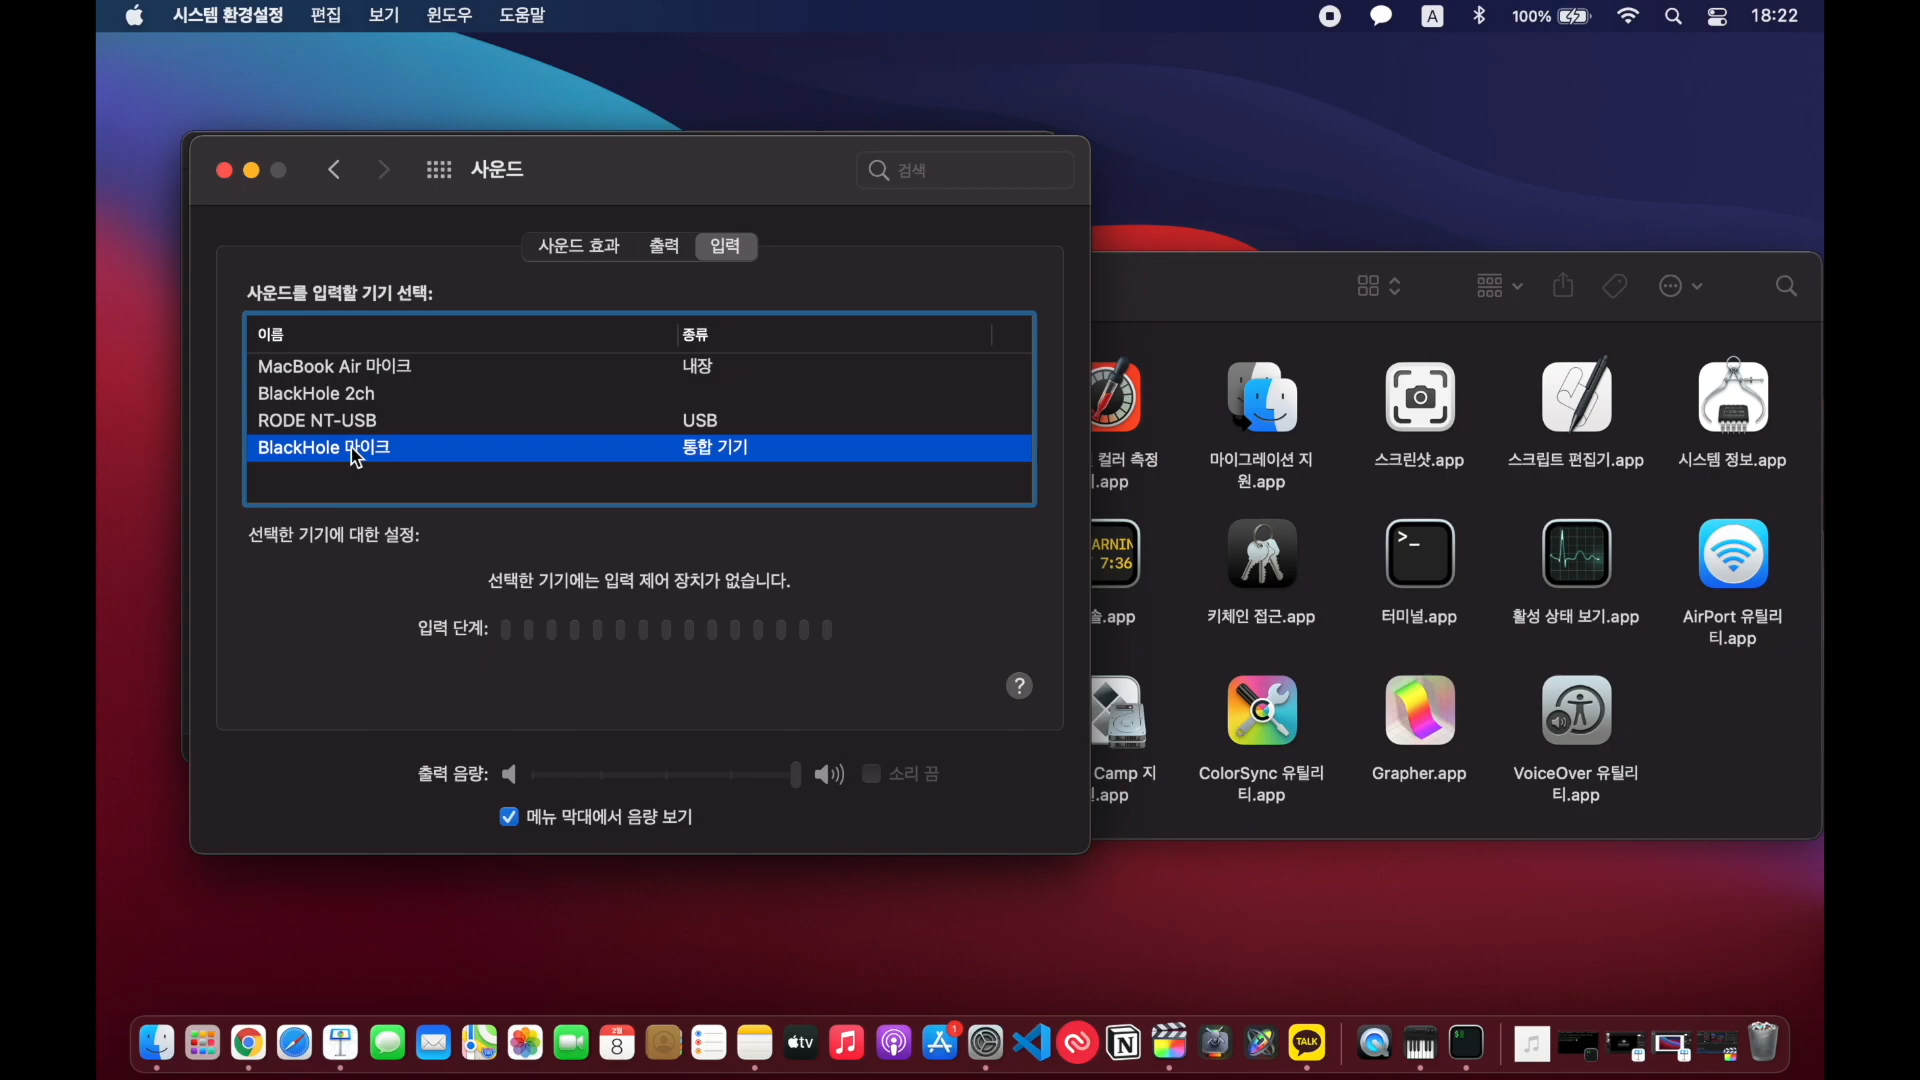 시스템 환경설정 편집 보기 윈도우 도움말
A 100% 18:22
사운드
검색
사운드 효과 출력 입력
사운드를 입력할 기기 선택:
이름 종류
MacBook Air 마이크 내장
BlackHole 2ch
RODE NT-USB USB
BlackHole 마이크 통합 기기
선택한 기기에 대한 설정:
선택한 기기에는 입력 제어 장치가 없습니다.
입력 단계:
?
출력 음량: 소리 끔
메뉴 막대에서 음량 보기
컬러 측정
.app
마이그레이션 지
원.app
스크린샷.app
스크립트 편집기.app
시스템 정보.app
7:36
.app
키체인 접근.app
>_
터미널.app
활성 상태 보기.app
AirPort 유틸리
티.app
Camp 지
.app
ColorSync 유틸리
티.app
Grapher.app
VoiceOver 유틸리
티.app
2월
8
tv
1
TALK